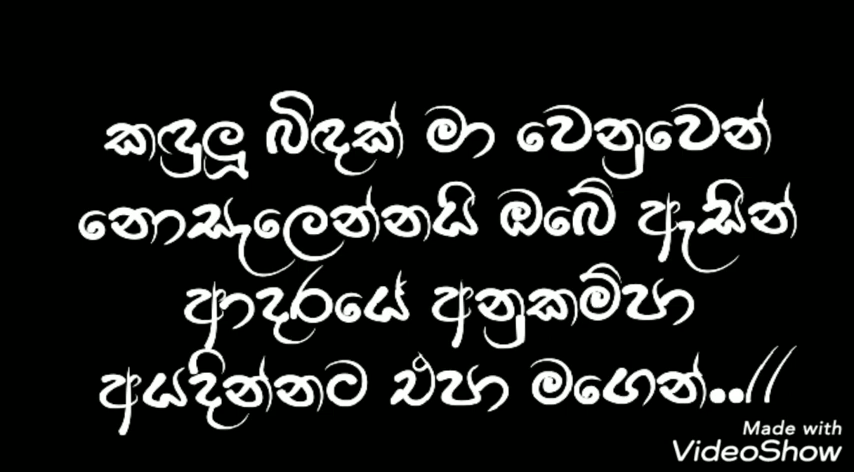 කඳුලූ බිඳක් මා වෙනුවෙන්
නොසැලෙන්නයි ඔබේ ඇසින්
ආදරයේ අනුකම්පා
අයදින්නට එපා මගෙන්..//
Made with
VideoShow